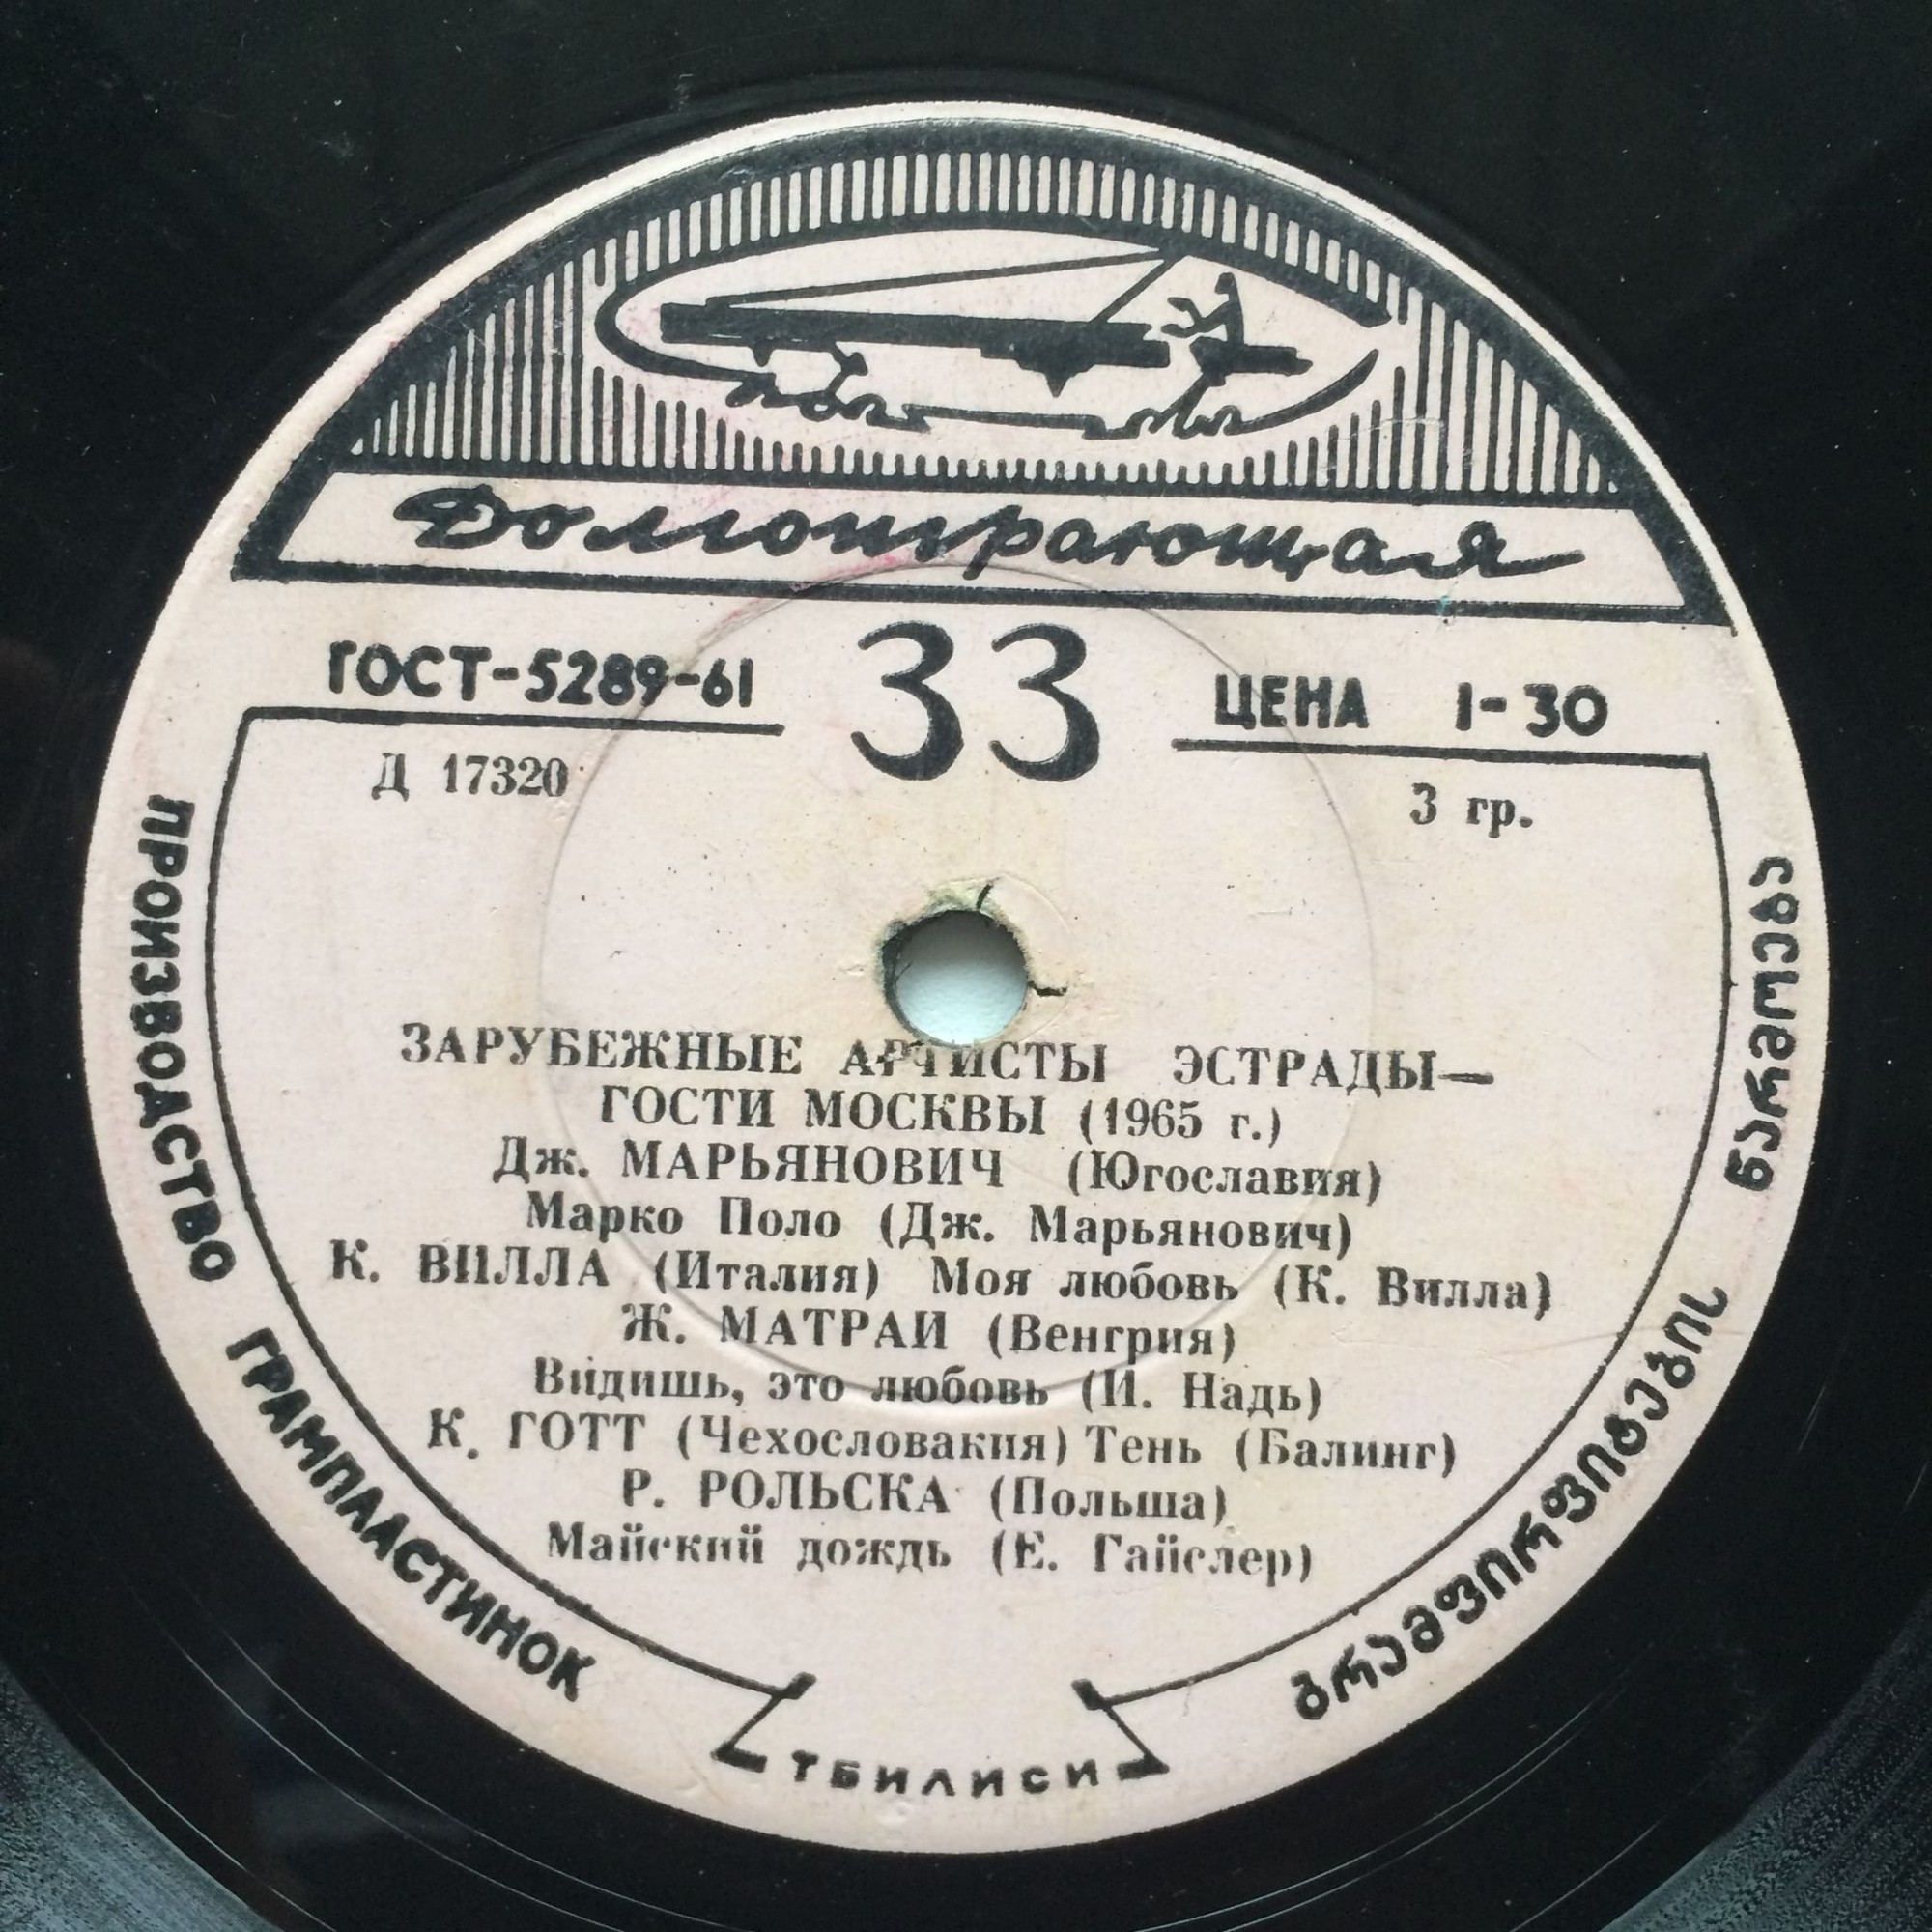 Долгоиграющая
ГОСТ-5289-61
33
ЦЕНА 1-30
Д 17320
3 гр.
ЗАРУБЕЖНЫЕ АРТИСТЫ ЭСТРАДЫ—
ГОСТИ МОСКВЫ (1965 г.)
Дж. МАРЬЯНОВИЧ (Югославия)
Марко Поло (Дж. Марьянович)
К. ВИЛЛА (Италия) Моя любовь (К. Вилла)
Ж. МАТРАИ (Венгрия)
Видишь, это любовь (И. Надь)
К. ГОТТ (Чехословакия) Тень (Балинг)
Р. РОЛЬСКА (Польша)
Майский дождь (Е. Гайслер)
ПРОИЗВОДСТВО ГРАМПЛАСТИНОК
ТБИЛИСИ
გრამფირფიტების წარმოება